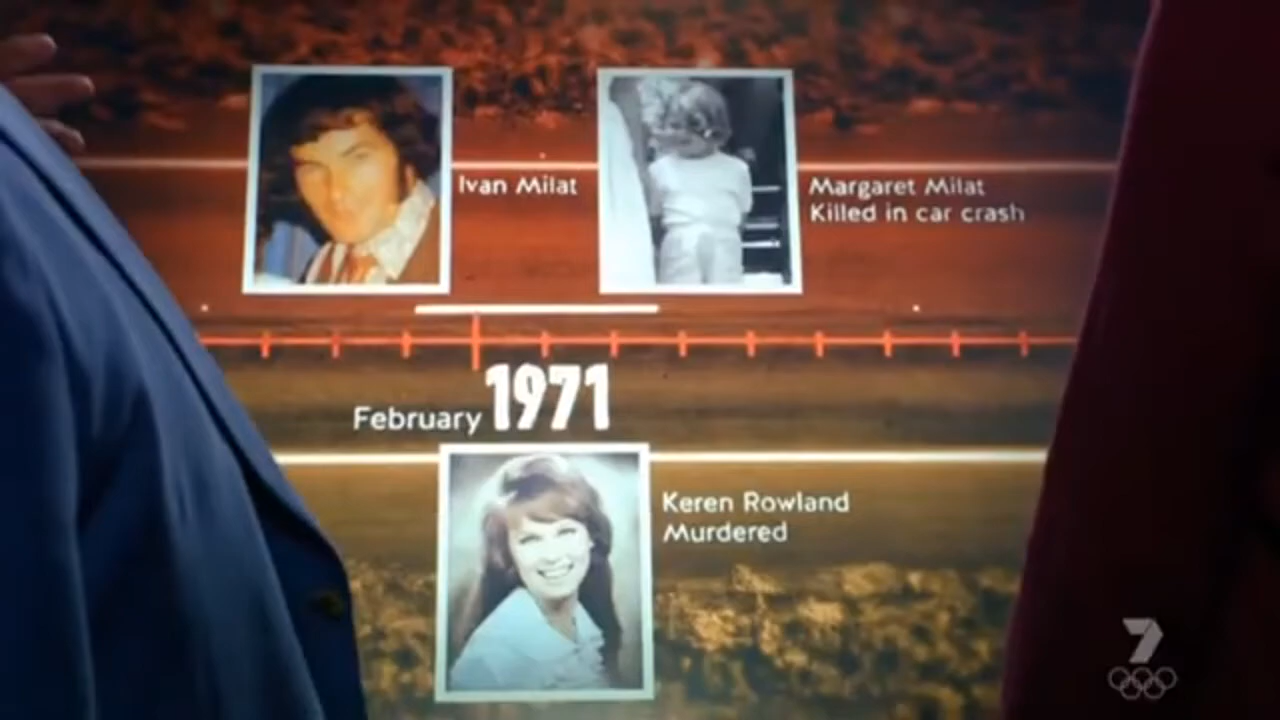 Ivan Milat
Margaret Milat
Killed in car crash
February 1971
Keren Rowland
Murdered
7